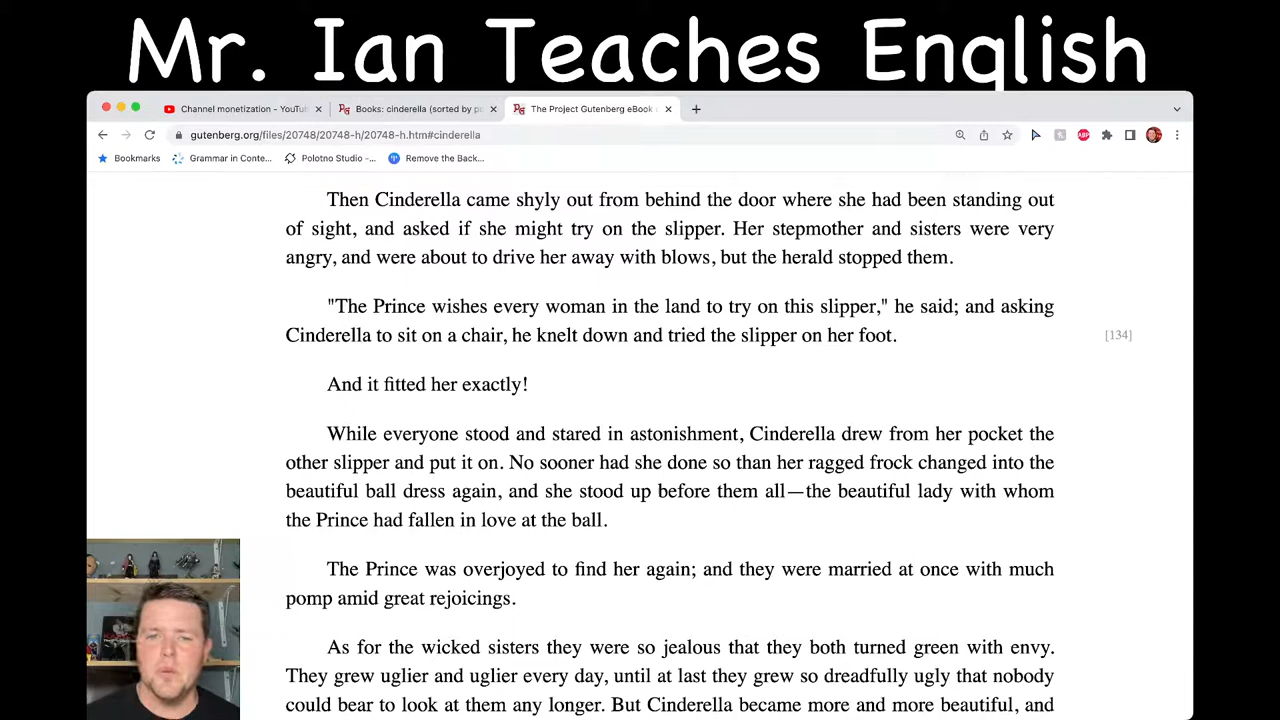 Mr. Ian Teaches English
Channel monetization - YouTu
Books: cinderella (sorted by po
The Project Gutenberg eBook
gutenberg.org/files/20748/20748-h/20748-h.htm#cinderella
Bookmarks
Grammar in Conte...
Polotno Studio -...
Remove the Back...
Then Cinderella came shyly out from behind the door where she had been standing out
of sight, and asked if she might try on the slipper. Her stepmother and sisters were very
angry, and were about to drive her away with blows, but the herald stopped them.
"The Prince wishes every woman in the land to try on this slipper," he said; and asking
Cinderella to sit on a chair, he knelt down and tried the slipper on her foot.
[134]
And it fitted her exactly!
While everyone stood and stared in astonishment, Cinderella drew from her pocket the
other slipper and put it on. No sooner had she done so than her ragged frock changed into the
beautiful ball dress again, and she stood up before them all—the beautiful lady with whom
the Prince had fallen in love at the ball.
The Prince was overjoyed to find her again; and they were married at once with much
pomp amid great rejoicings.
As for the wicked sisters they were so jealous that they both turned green with envy.
They grew uglier and uglier every day, until at last they grew so dreadfully ugly that nobody
could bear to look at them any longer. But Cinderella became more and more beautiful, and